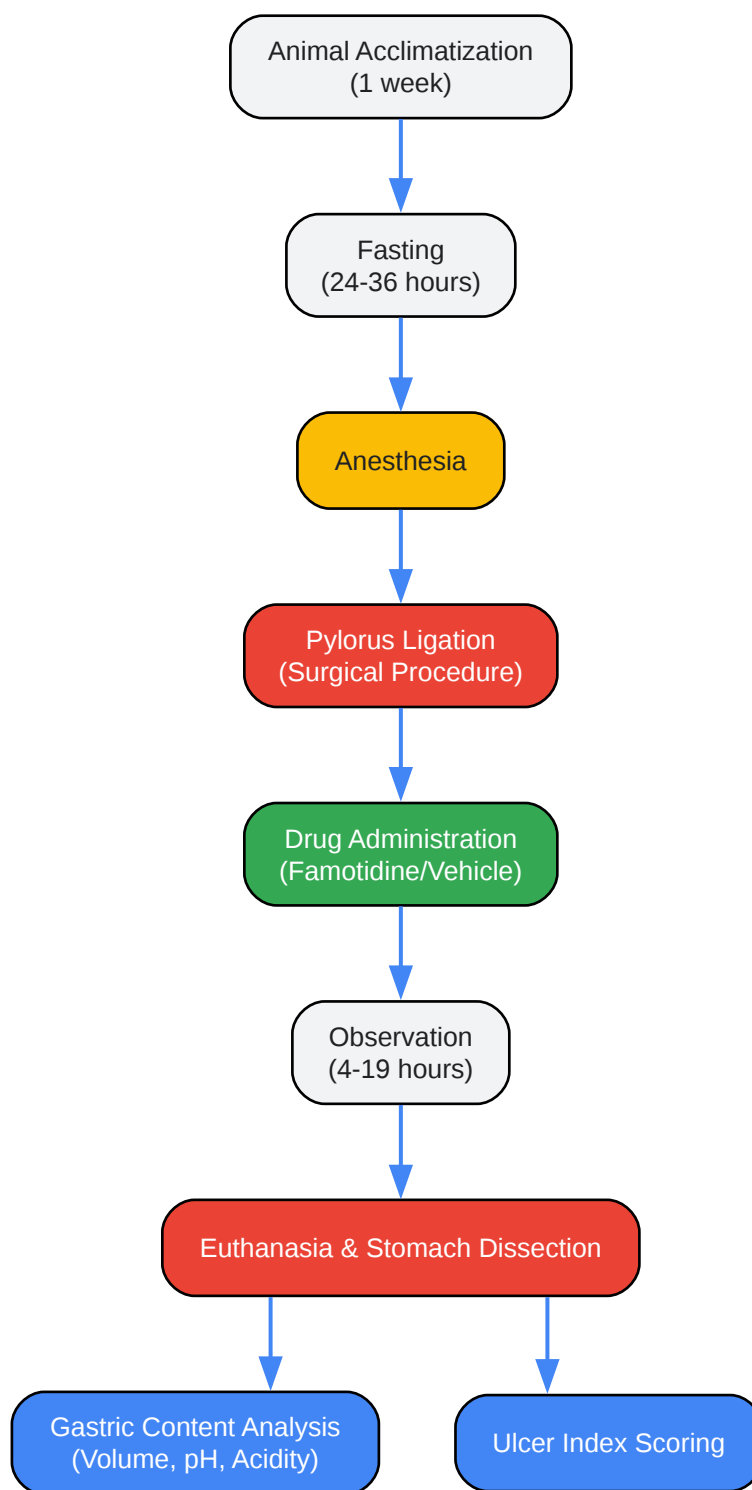 Animal Acclimatization
(1 week)
Fasting
(24-36 hours)
Anesthesia
Pylorus Ligation
(Surgical Procedure)
Drug Administration
(Famotidine/Vehicle)
Observation
(4-19 hours)
Euthanasia & Stomach Dissection
Gastric Content Analysis
(Volume, pH, Acidity)
Ulcer Index Scoring